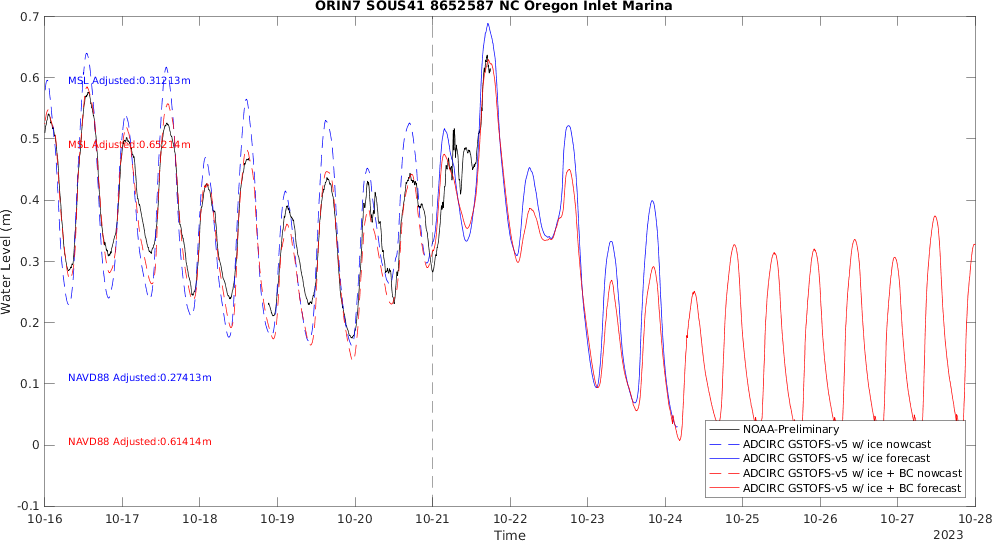 ORIN7 SOUS41 8652587 NC Oregon Inlet Marina
0.7
0.6
0.5
0.4
0.3
0.2
0.1
0
-0.1
Water Level (m)
MSL Adjusted:0.31213m
MSL Adjusted:0.65214m
NAVD88 Adjusted:0.27413m
NAVD88 Adjusted:0.61414m
NOAA-Preliminary
ADCIRC GSTOFS-v5 w/ ice nowcast
ADCIRC GSTOFS-v5 w/ ice forecast
ADCIRC GSTOFS-v5 w/ ice + BC nowcast
ADCIRC GSTOFS-v5 w/ ice + BC forecast
10-16 10-17 10-18 10-19 10-20 10-21 10-22 10-23 10-24 10-25 10-26 10-27 10-28
Time
2023